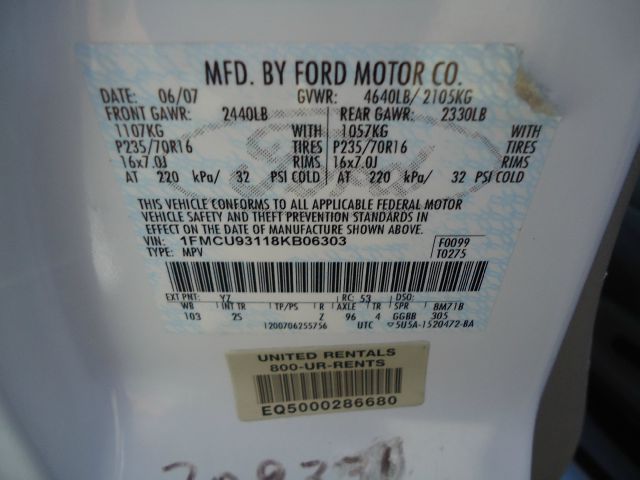 MFD. BY FORD MOTOR CO.
DATE: 06/07 GVWR: 4640LB/ 2105KG
FRONT GAWR: 2440LB REAR GAWR: 2330LB
1107KG WITH 1057KG WITH
P235/70R16 TIRES P235/70R16 TIRES
16x7.0J RIMS 16x7.0J RIMS
AT 220 kPa/ 32 PSI COLD AT 220 kPa/ 32 PSI COLD
THIS VEHICLE CONFORMS TO ALL APPLICABLE FEDERAL MOTOR
VEHICLE SAFETY AND THEFT PREVENTION STANDARDS IN
EFFECT ON THE DATE OF MANUFACTURE SHOWN ABOVE.
VIN: 1FMCU93118KB06303 F0099
TYPE: MPV T0275
EXT PNT: YZ RC: 53 DSO:
WB INT TR TP/PS R AXLE TR SPR BM71B
103 2S Z 96 4 GGBB 305
1200706255756 UTC 5U5A-1520472-BA
UNITED RENTALS
800-UR-RENTS
EQ5000286680